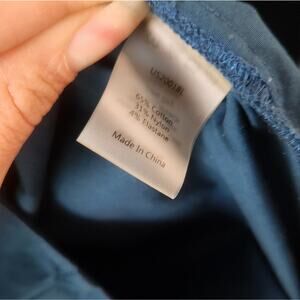 65% Cotton
31% Nylon
4% Elastane
Made In China